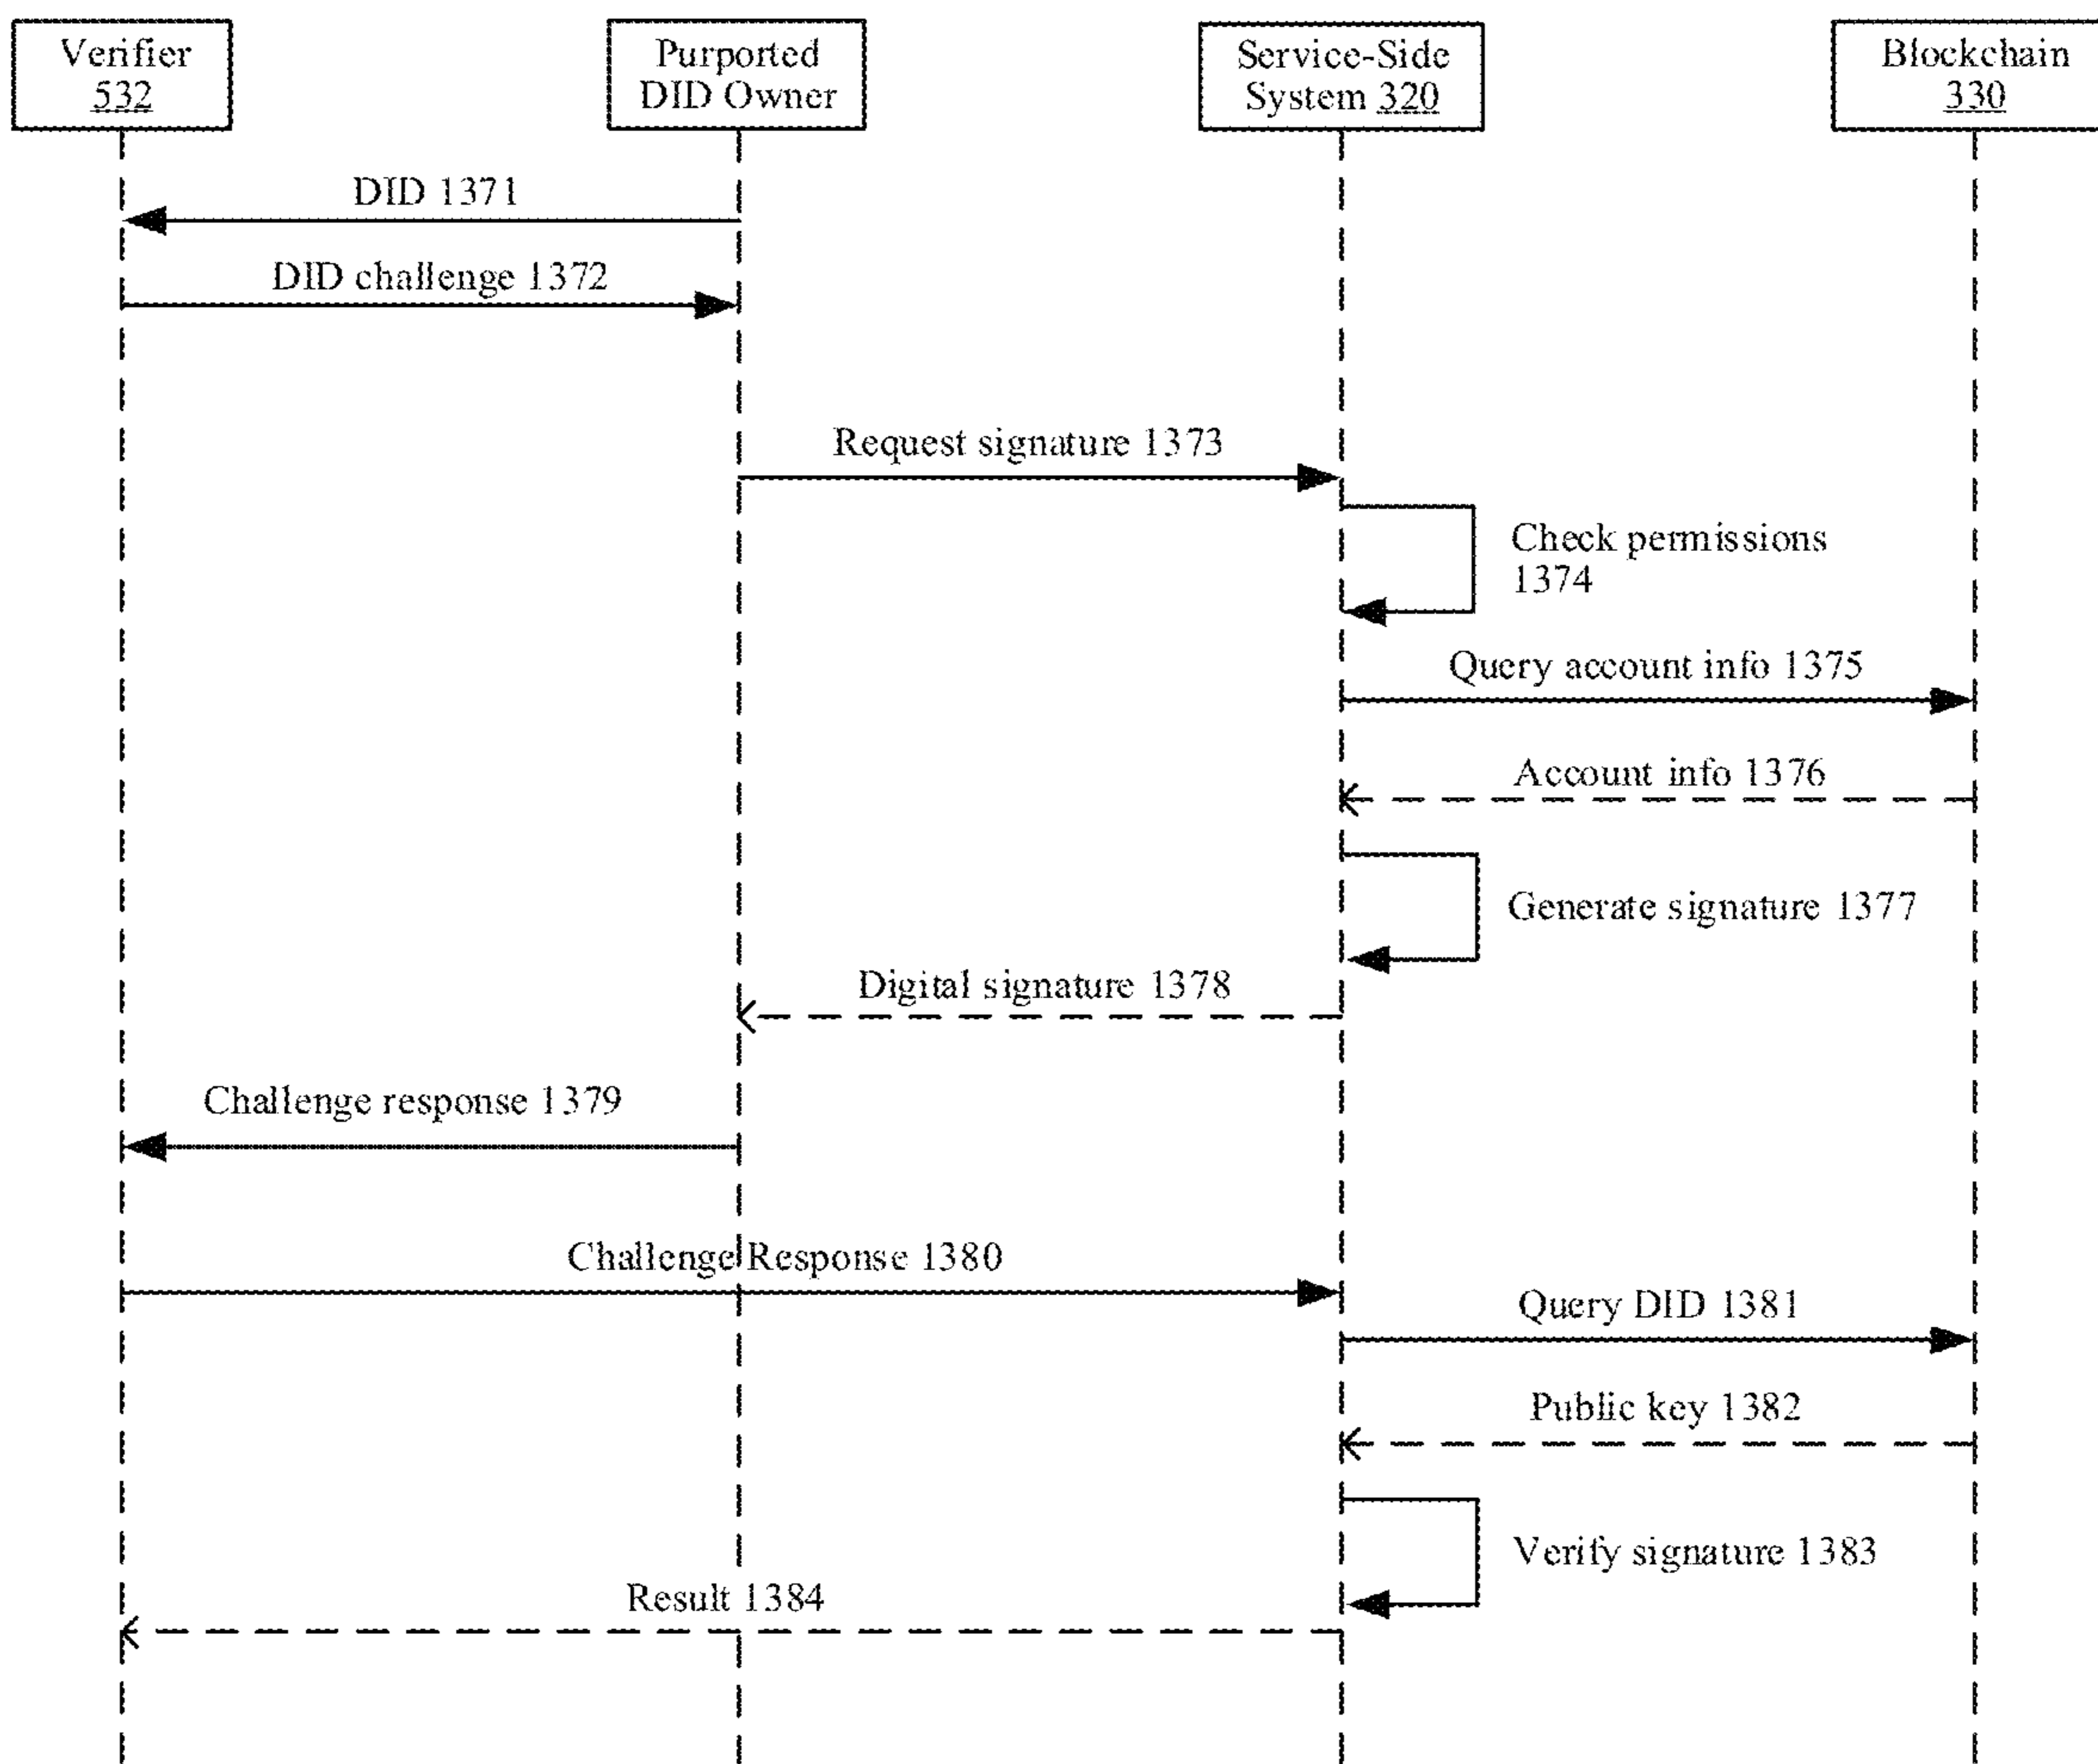 Verifier
532
Purported
DID Owner
Service-Side
System 320
Blockchain
330
DID 1371
DID challenge 1372
Request signature 1373
Check permissions
1374
Query account info 1375
Account info 1376
Generate signature 1377
Digital signature 1378
Challenge response 1379
Challenge Response 1380
Query DID 1381
Public key 1382
Verify signature 1383
Result 1384